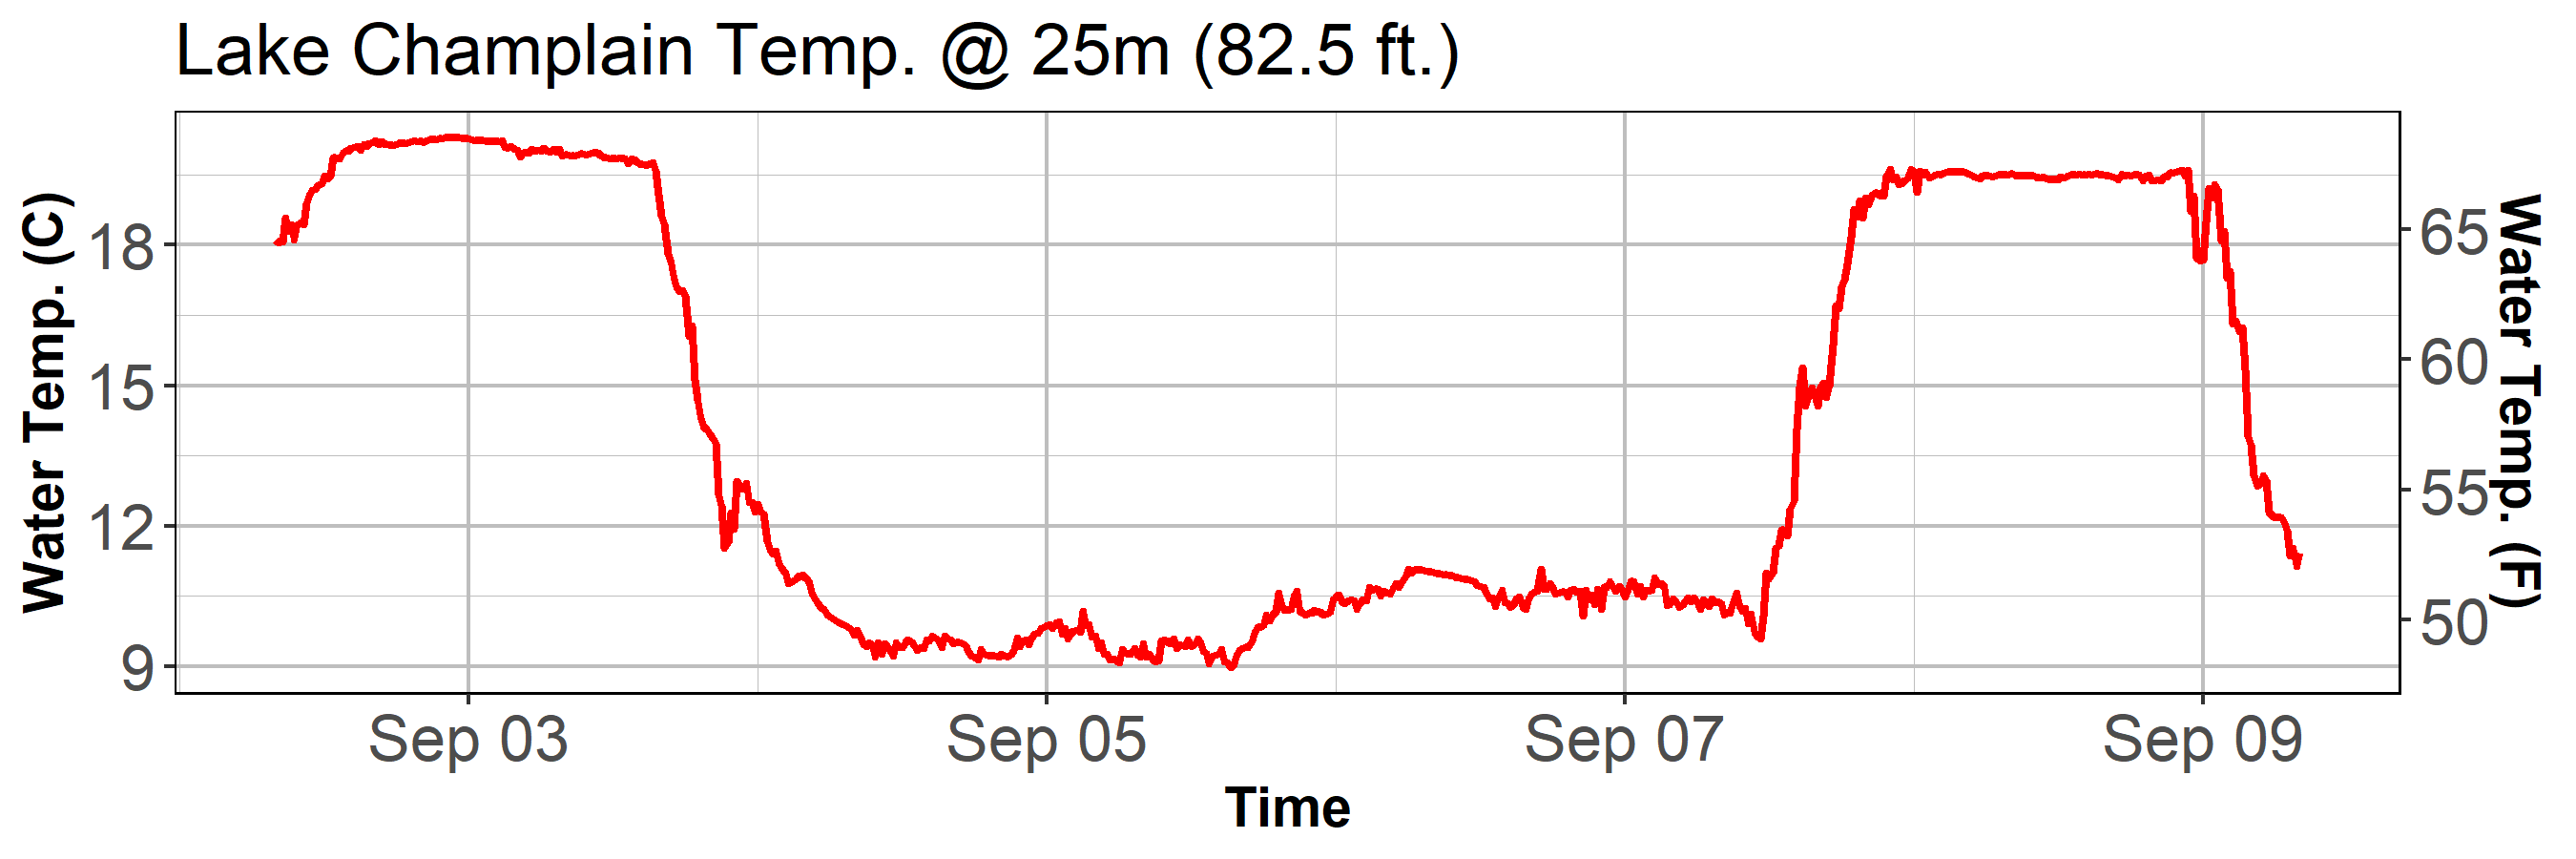 Lake Champlain Temp. @ 25m (82.5 ft.)
Water Temp. (C)
18
15
12
9
65
60
55
50
Water Temp. (F)
Sep 03 Sep 05 Sep 07 Sep 09
Time